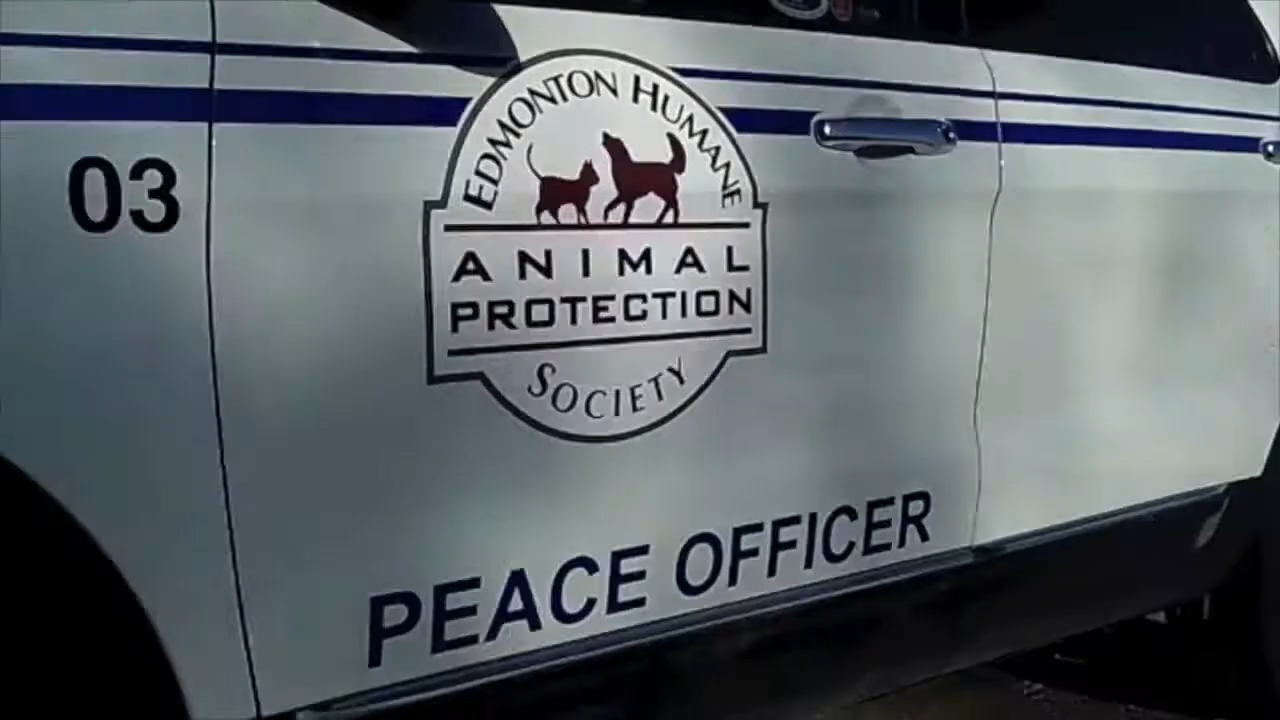 03
EDMONTON HUMANE
ANIMAL
PROTECTION
SOCIETY
PEACE OFFICER